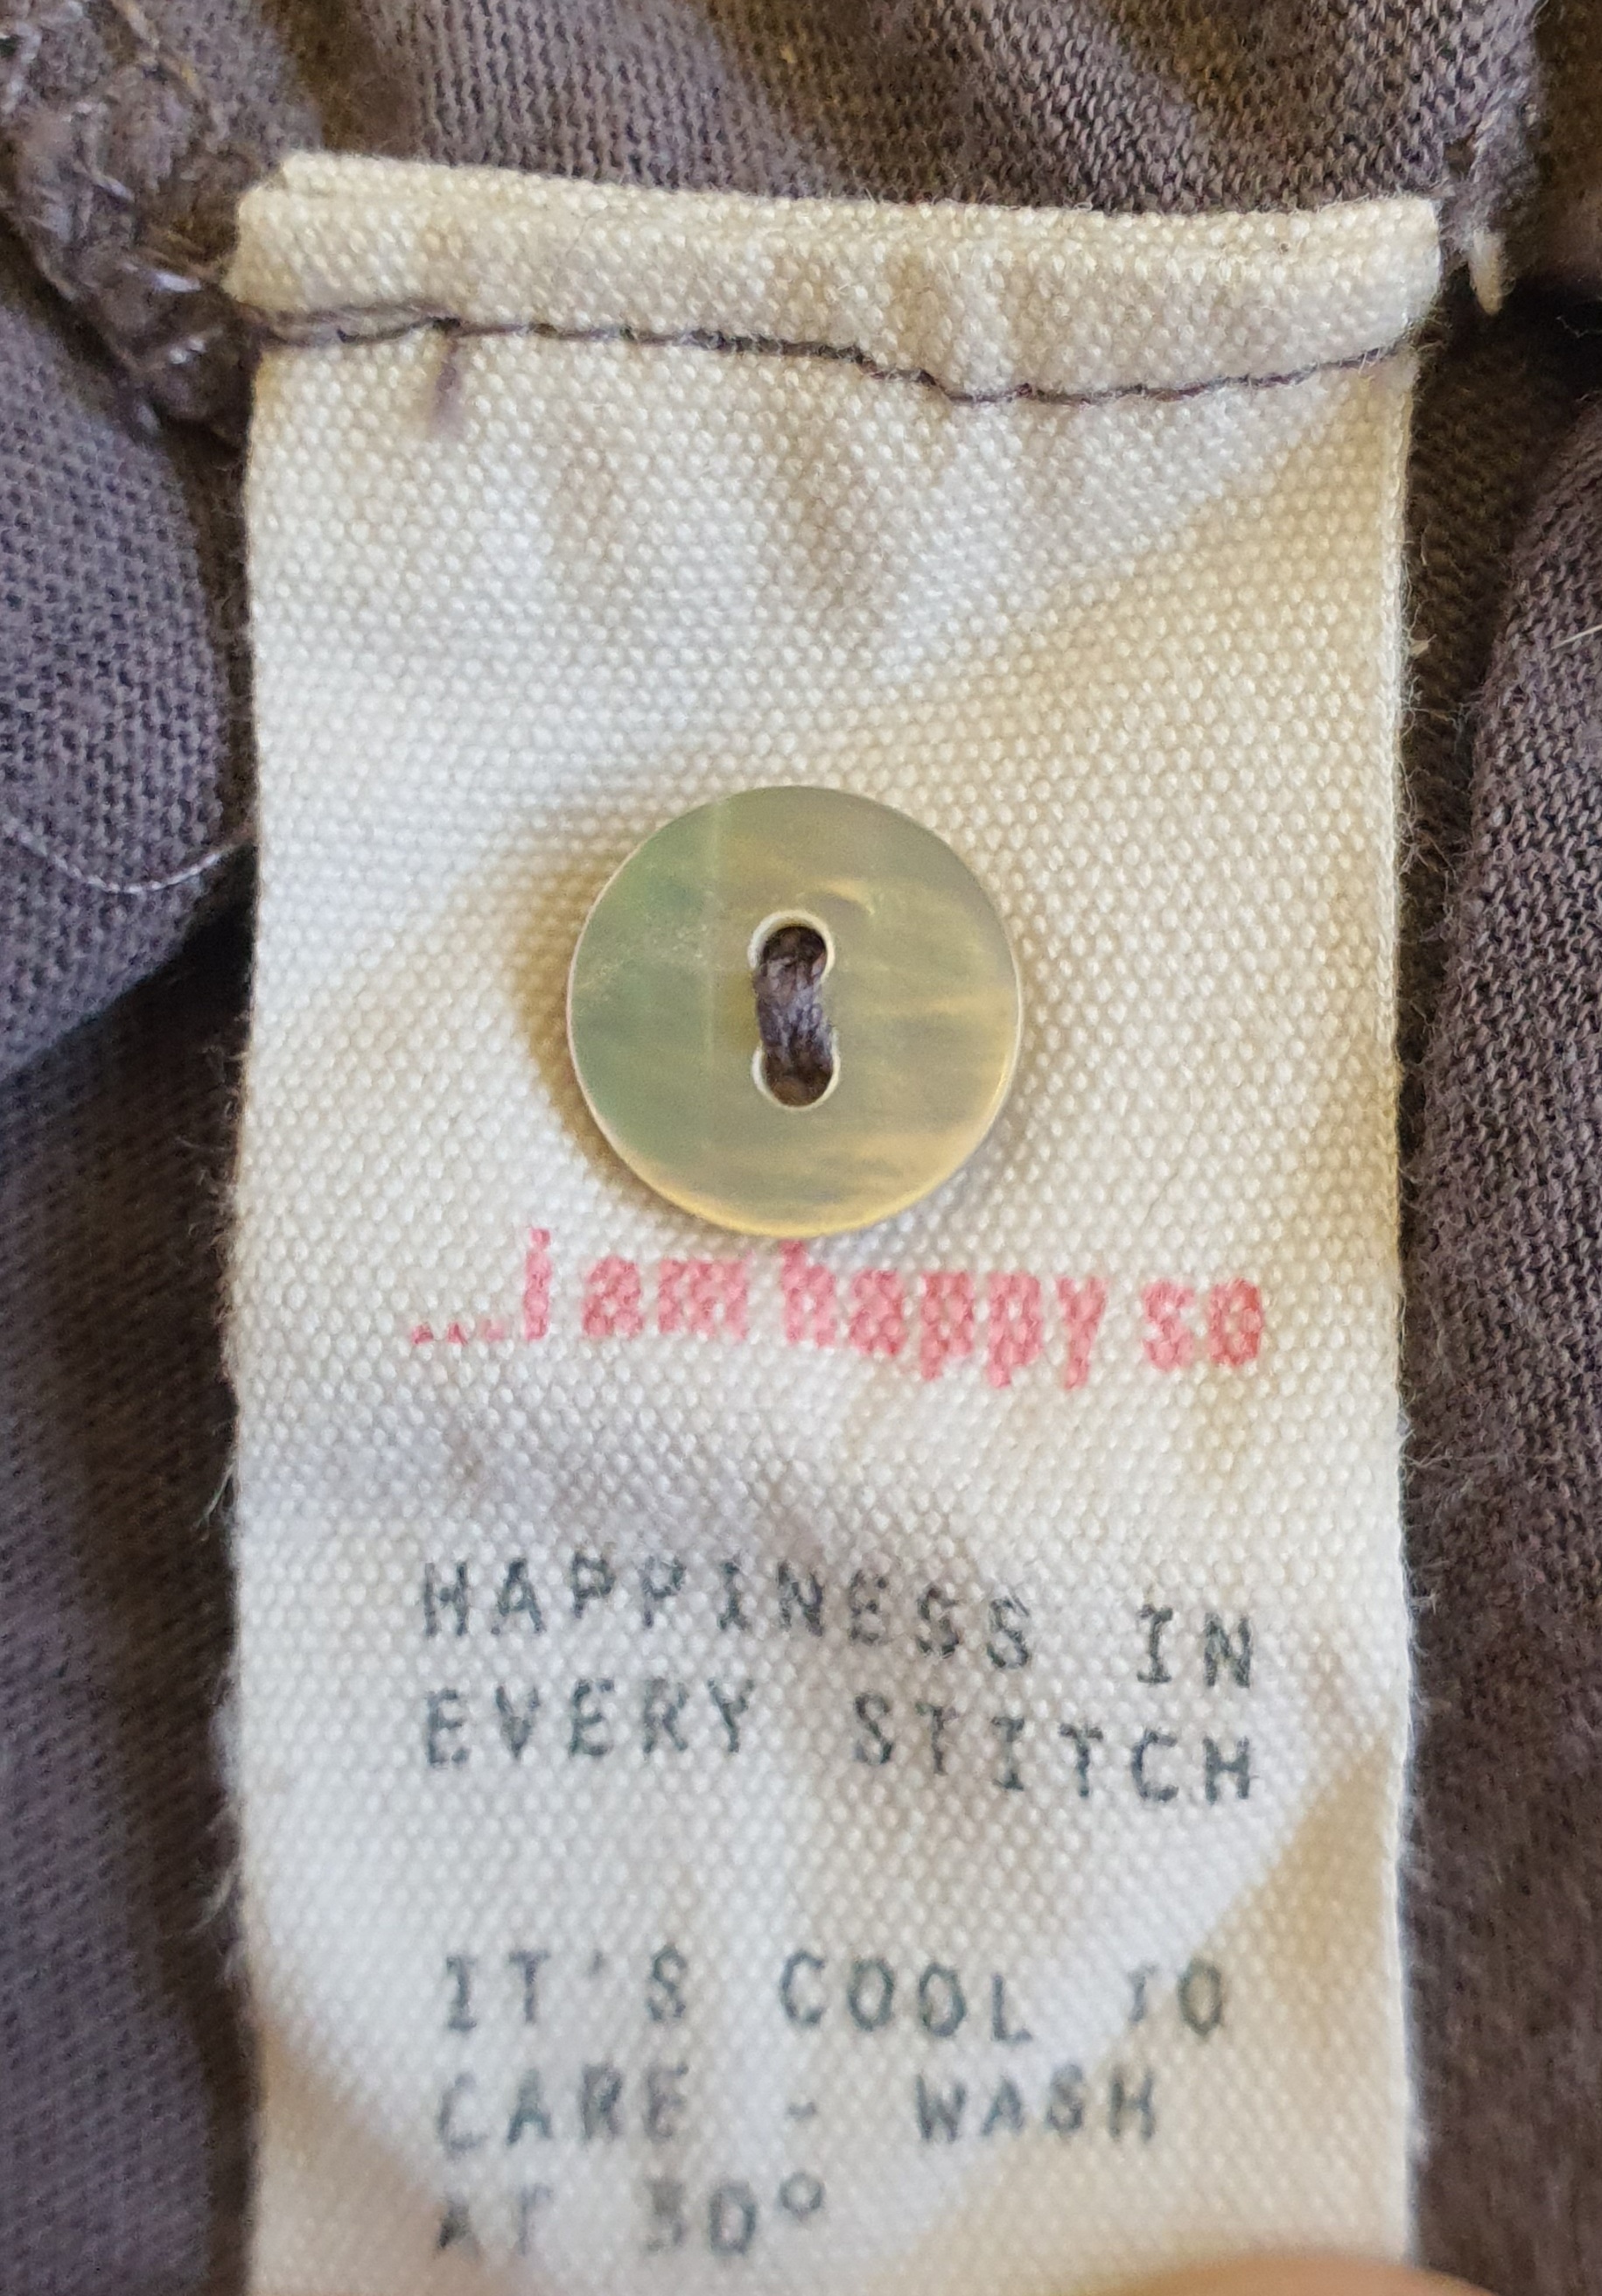 ...i am happy so
HAPPINESS IN
EVERY STITCH
IT'S COOL TO
CARE - WASH
AT 30°